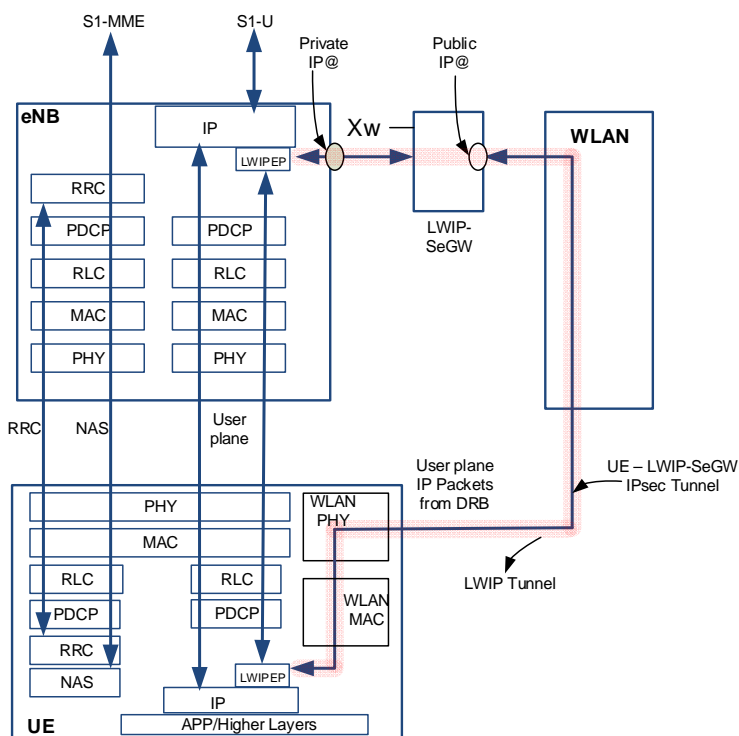 S1-MME
S1-U
Private
IP@
Public
IP@
eNB
IP
LWIPEP
Xw
WLAN
RRC
PDCP
PDCP
LWIP-
SeGW
RLC
RLC
MAC
MAC
PHY
PHY
RRC
NAS
User
plane
User plane
IP Packets
from DRB
UE – LWIP-SeGW
IPsec Tunnel
LWIP Tunnel
PHY
WLAN
PHY
MAC
RLC
RLC
WLAN
MAC
PDCP
PDCP
RRC
NAS
LWIPEP
IP
APP/Higher Layers
UE